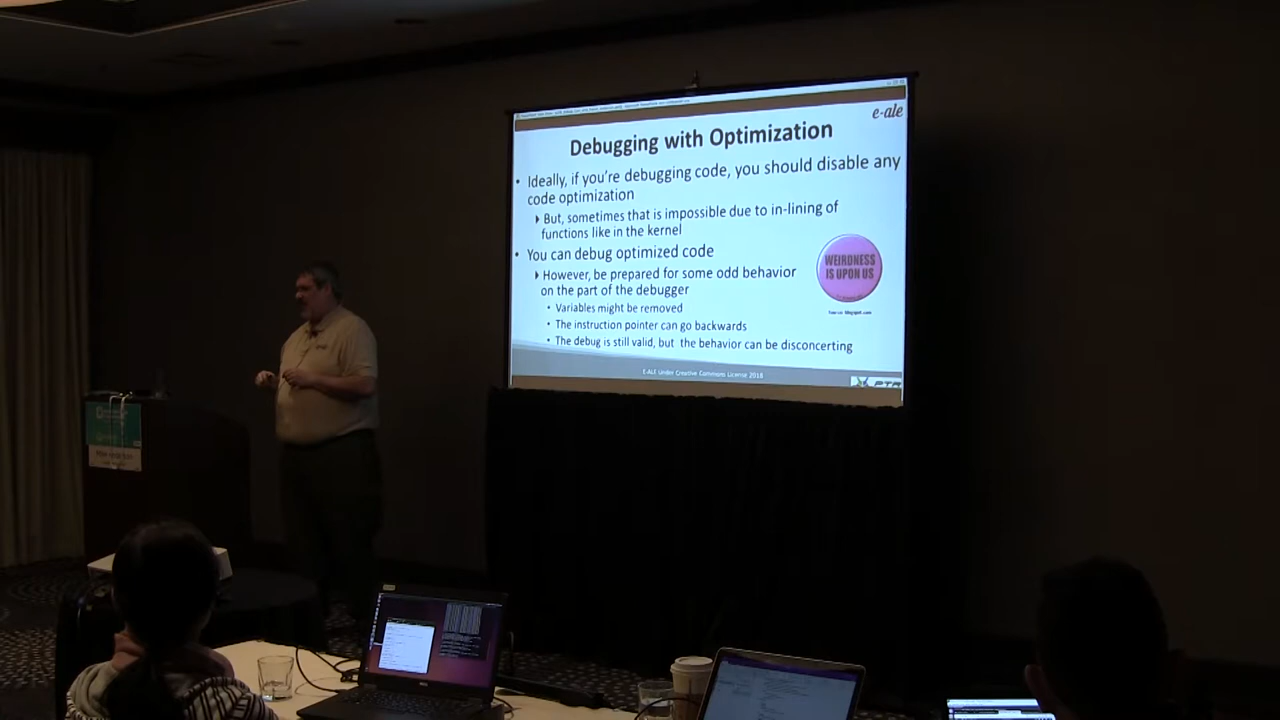 e-ale
Debugging with Optimization
• Ideally, if you're debugging code, you should disable any
code optimization
But, sometimes that is impossible due to in-lining of
functions like in the kernel
• You can debug optimized code
However, be prepared for some odd behavior
on the part of the debugger
• Variables might be removed
• The instruction pointer can go backwards
• The debug is still valid, but the behavior can be disconcerting
WEIRDNESS
IS UPON US
Source: Blogspot.com
E-ALE Under Creative Commons License 2018